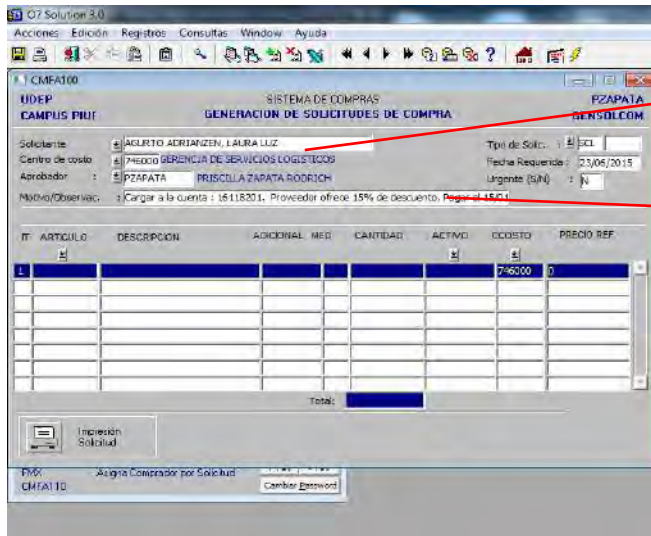 O7 Solution 3.0
Acciones Edición Registros Consultas Window Ayuda
CMFA100
UDEP SISTEMA DE COMPRAS PZAPATA
CAMPUS PIUR GENERACION DE SOLICITUDES DE COMPRA GENSOLCOM
Solicitante AGURTO ADRIANZEN, LAURA LUZ Tipo de Solic. : SCL
Centro de costo 746000 GERENCIA DE SERVICIOS LOGISTICOS Fecha Requerida : 23/06/2015
Aprobador : PZAPATA PRISCILLA ZAPATA RODRICH Urgente (S/N) : N
Motivo/Observac. : Cargar a la cuenta : 16118201. Proveedor ofrece 15% de descuento. Pagar el
IT ARTICULO DESCRIPCION ADICIONAL MED CANTIDAD ACTIVO CCOSTO PRECIO REF
1 746000 0
Total:
Impresión
Solicitud
FMX Asigna Comprador por Solicitud
CMFA110 Cambiar Password